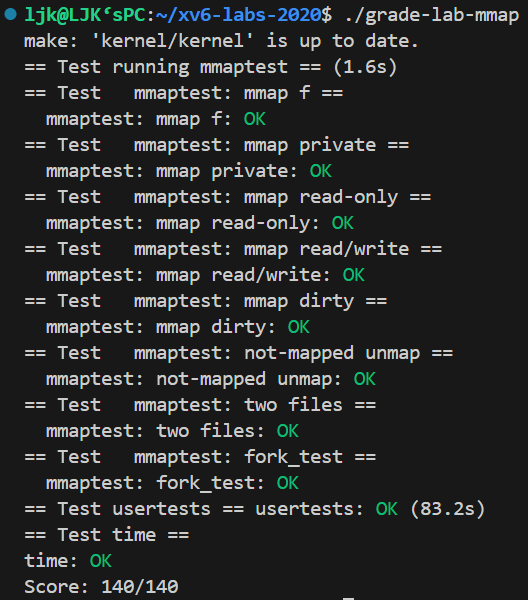 ljk@LJK‘sPC:~/xv6-labs-2020$ ./grade-lab-mmap
make: 'kernel/kernel' is up to date.
== Test running mmaptest == (1.6s)
== Test   mmaptest: mmap f ==
  mmaptest: mmap f: OK
== Test   mmaptest: mmap private ==
  mmaptest: mmap private: OK
== Test   mmaptest: mmap read-only ==
  mmaptest: mmap read-only: OK
== Test   mmaptest: mmap read/write ==
  mmaptest: mmap read/write: OK
== Test   mmaptest: mmap dirty ==
  mmaptest: mmap dirty: OK
== Test   mmaptest: not-mapped unmap ==
  mmaptest: not-mapped unmap: OK
== Test   mmaptest: two files ==
  mmaptest: two files: OK
== Test   mmaptest: fork_test ==
  mmaptest: fork_test: OK
== Test usertests == usertests: OK (83.2s)
== Test time ==
time: OK
Score: 140/140